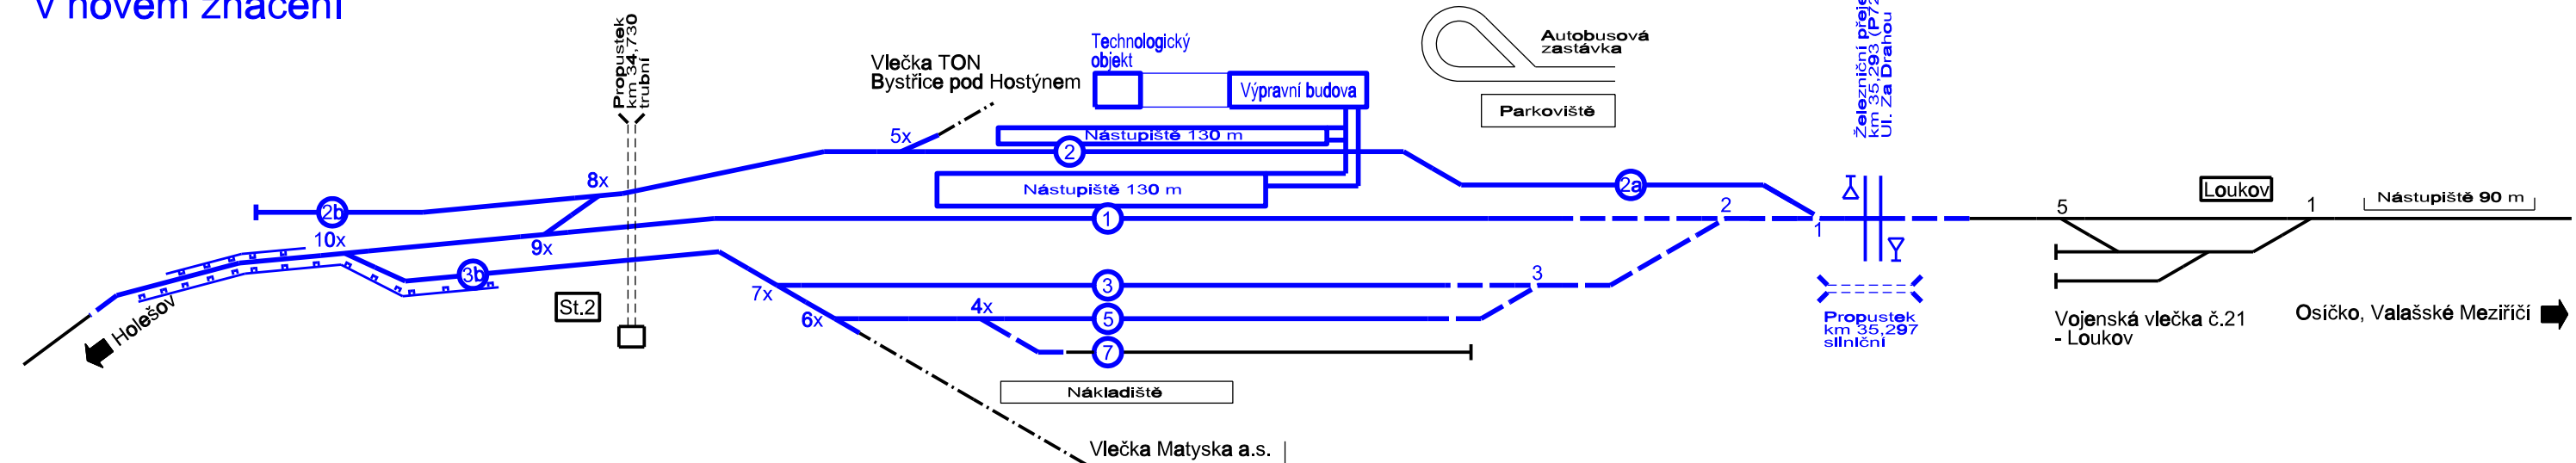 v novém značení
Propustek
km 34,730
trubní
Vlečka TON
Bystřice pod Hostýnem
Technologický
objekt
Výpravní budova
Autobusová
zastávka
Parkoviště
km 35,293
Ul. Za Drahou
Železniční
5x
Nástupiště 130 m
2
8x
Nástupiště 130 m
2a
Loukov
Nástupiště 90 m
2b
1
2
5
1
10x
9x
1
3b
3
7x
3
St.2
4x
6x
5
Holešov
Propustek
km 35,297
silniční
Vojenská vlečka č.21
- Loukov
Osíčko, Valašské Meziříčí
7
Nákladiště
Vlečka Matyska a.s.